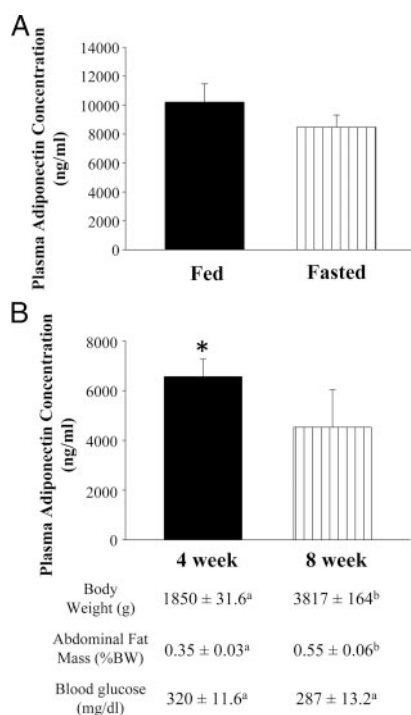 A
Plasma Adiponectin Concentration
(ng/ml)
14000
12000
10000
8000
6000
4000
2000
0
Fed Fasted
B
Plasma Adiponectin Concentration
(ng/ml)
8000
6000
4000
2000
0
*
4 week 8 week
Body
Weight (g)
1850 ± 31.6ᵃ 3817 ± 164ᵇ
Abdominal Fat
Mass (%BW)
0.35 ± 0.03ᵃ 0.55 ± 0.06ᵇ
Blood glucose
(mg/dl)
320 ± 11.6ᵃ 287 ± 13.2ᵃ